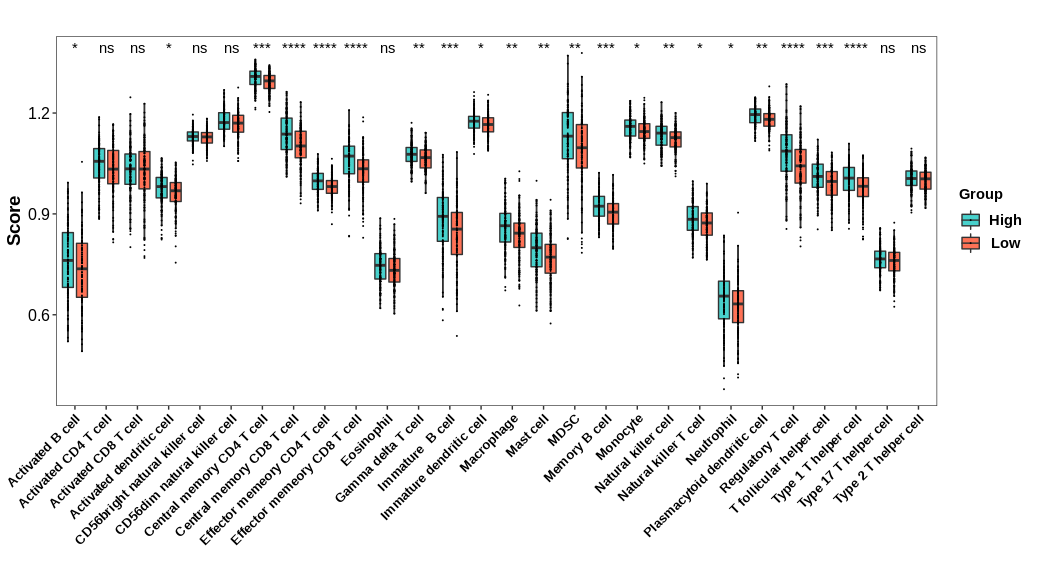 * ns ns * ns ns *** **** **** **** ns ** *** * ** ** ** *** * ** * * ** **** *** **** ns ns
1.2
0.9
0.6
Score
Group
High
Low
Activated B cell
Activated CD4 T cell
Activated CD8 T cell
Activated dendritic cell
CD56bright natural killer cell
CD56dim natural killer cell
Central memory CD4 T cell
Central memory CD8 T cell
Effector memeory CD4 T cell
Effector memeory CD8 T cell
Eosinophil
Gamma delta T cell
Immature B cell
Immature dendritic cell
Macrophage
Mast cell
MDSC
Memory B cell
Monocyte
Natural killer cell
Natural killer T cell
Neutrophil
Plasmacytoid dendritic cell
Regulatory T cell
T follicular helper cell
Type 1 T helper cell
Type 17 T helper cell
Type 2 T helper cell